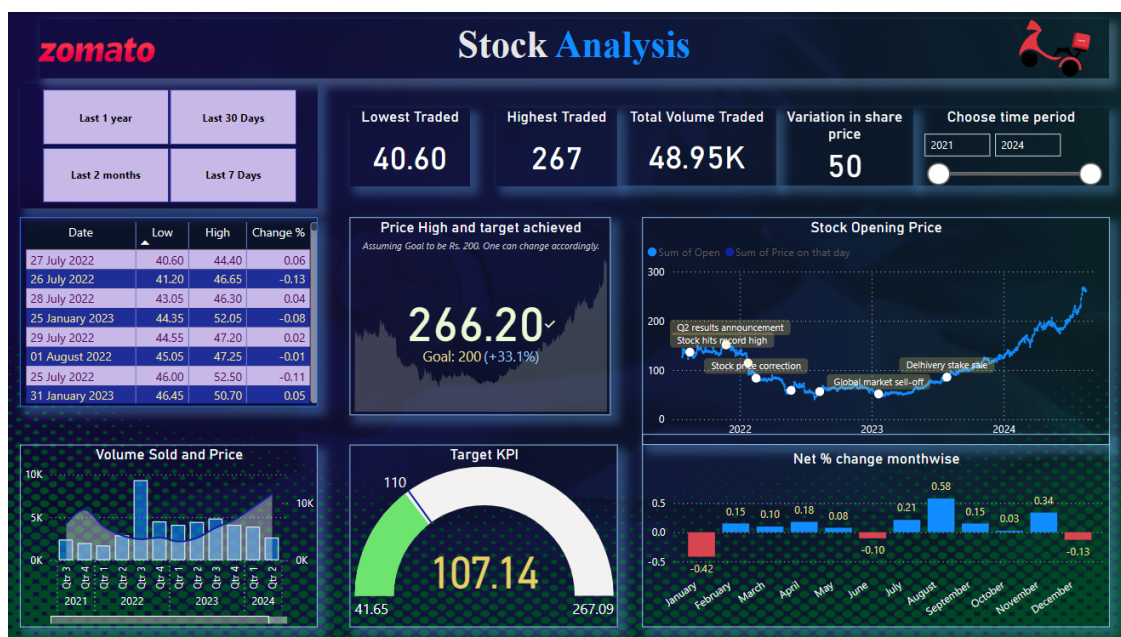 zomato
Stock Analysis
Last 1 year
Last 30 Days
Last 2 months
Last 7 Days
Lowest Traded
40.60
Highest Traded
267
Total Volume Traded
48.95K
Variation in share
price
50
Choose time period
2021 2024
Date Low High Change %
27 July 2022 40.60 44.40 0.06
26 July 2022 41.20 46.65 -0.13
28 July 2022 43.05 46.30 0.04
25 January 2023 44.35 52.05 -0.08
29 July 2022 44.55 47.20 0.02
01 August 2022 45.05 47.25 -0.01
25 July 2022 46.00 52.50 -0.11
31 January 2023 46.45 50.70 0.05
Price High and target achieved
Assuming Goal to be Rs. 200. One can change accordingly.
266.20
Goal: 200 (+33.1%)
Stock Opening Price
Sum of Open Sum of Price on that day
300
200
100
0
Q2 results announcement
Stock hits record high
Stock price correction
Global market sell-off
Delhivery stake sale
2022 2023 2024
Volume Sold and Price
10K
5K
0K
10K
0K
Qtr 3 Qtr 4 Qtr 1 Qtr 2 Qtr 3 Qtr 4 Qtr 1 Qtr 2 Qtr 3 Qtr 4 Qtr 1 Qtr 2
2021 2022 2023 2024
Target KPI
110
107.14
41.65 267.09
Net % change monthwise
0.5
0.0
-0.5
-0.42 0.15 0.10 0.18 0.08 -0.10 0.21 0.58 0.15 0.03 0.34 -0.13
January February March April May June July August September October November December